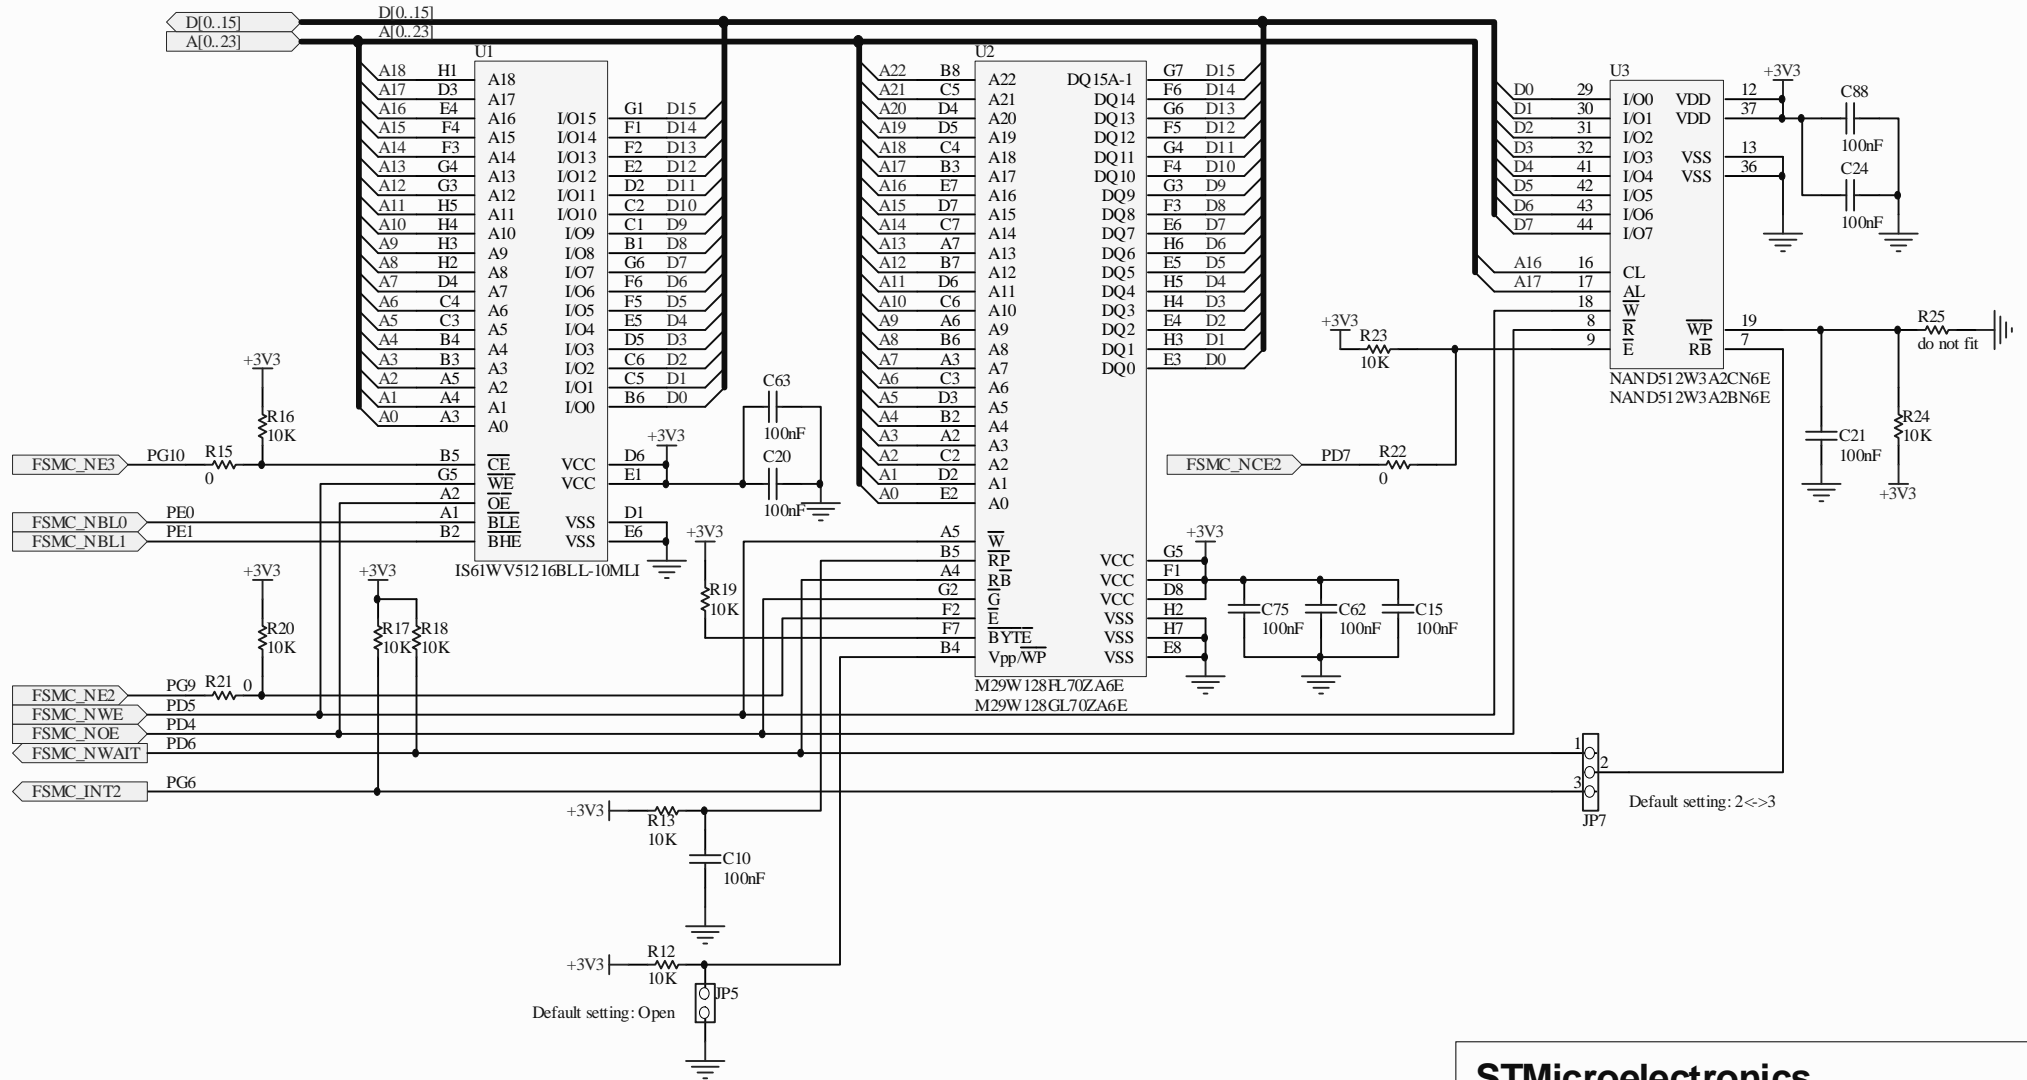 D[0..15]
A[0..23]
D[0..15]
A[0..23]
U1
A18 H1 A18
A17 D3 A17
A16 E4 A16
A15 F4 A15
A14 F3 A14
A13 G4 A13
A12 G3 A12
A11 H5 A11
A10 H4 A10
A9 H3 A9
A8 H2 A8
A7 D4 A7
A6 C4 A6
A5 C3 A5
A4 B4 A4
A3 B3 A3
A2 A5 A2
A1 A4 A1
A0 A3 A0
I/O15 G1 D15
I/O14 F1 D14
I/O13 F2 D13
I/O12 E2 D12
I/O11 D2 D11
I/O10 C2 D10
I/O9 C1 D9
I/O8 B1 D8
I/O7 G6 D7
I/O6 F6 D6
I/O5 F5 D5
I/O4 E5 D4
I/O3 D5 D3
I/O2 C6 D2
I/O1 C5 D1
I/O0 B6 D0
B5 CE
G5 WE
A2 OE
A1 BLE
B2 BHE
VCC D6
VCC E1
VSS D1
VSS E6
IS61WV51216BLL-10MLI
+3V3
R16
10K
FSMC_NE3 PG10 R15
0
FSMC_NBL0 PE0
FSMC_NBL1 PE1
+3V3
C63
100nF
C20
100nF
+3V3
R20
10K
+3V3
R17
10K
R18
10K
FSMC_NE2 PG9 R21 0
FSMC_NWE PD5
FSMC_NOE PD4
FSMC_NWAIT PD6
FSMC_INT2 PG6
+3V3
R19
10K
U2
A22 B8 A22
A21 C5 A21
A20 D4 A20
A19 D5 A19
A18 C4 A18
A17 B3 A17
A16 E7 A16
A15 D7 A15
A14 C7 A14
A13 A7 A13
A12 B7 A12
A11 D6 A11
A10 C6 A10
A9 A6 A9
A8 B6 A8
A7 A3 A7
A6 C3 A6
A5 D3 A5
A4 B2 A4
A3 A2 A3
A2 C2 A2
A1 D2 A1
A0 E2 A0
DQ15A-1 G7 D15
DQ14 F6 D14
DQ13 G6 D13
DQ12 F5 D12
DQ11 G4 D11
DQ10 F4 D10
DQ9 G3 D9
DQ8 F3 D8
DQ7 E6 D7
DQ6 H6 D6
DQ5 E5 D5
DQ4 H5 D4
DQ3 H4 D3
DQ2 E4 D2
DQ1 H3 D1
DQ0 E3 D0
A5 W
B5 RP
A4 RB
G2 G
F2 E
F7 BYTE
B4 Vpp/WP
VCC G5
VCC F1
VCC D8
VSS H2
VSS H7
VSS E8
M29W128FL70ZA6E
M29W128GL70ZA6E
+3V3
C75
100nF
C62
100nF
C15
100nF
U3
D0 29 I/O0
D1 30 I/O1
D2 31 I/O2
D3 32 I/O3
D4 41 I/O4
D5 42 I/O5
D6 43 I/O6
D7 44 I/O7
A16 16 CL
A17 17 AL
18 W
8 R
9 E
VDD 12
VDD 37
VSS 13
VSS 36
WP 19
RB 7
NAND512W3A2CN6E
NAND512W3A2BN6E
+3V3
C88
100nF
C24
100nF
R25
do not fit
+3V3
R23
10K
FSMC_NCE2 PD7 R22
0
C21
100nF
R24
10K
+3V3
1
2
3
JP7
Default setting: 2<->3
+3V3
R13
10K
C10
100nF
+3V3
R12
10K
JP5
Default setting: Open
STMicroelectronics